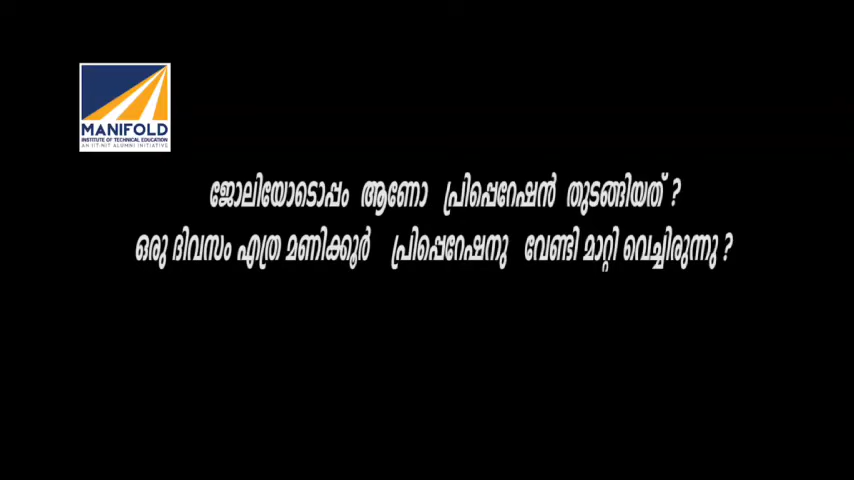 MANIFOLD
INSTITUTE OF TECHNICAL EDUCATION
AN IIT/NIT ALUMNI INITIATIVE
ജോലിയോടൊപ്പം ആണോ പ്രിപ്പെറേഷൻ തുടങ്ങിയത് ?
ഒരു ദിവസം എത്ര മണിക്കൂർ പ്രിപ്പെറേഷനു വേണ്ടി മാറ്റി വെച്ചിരുന്നു ?